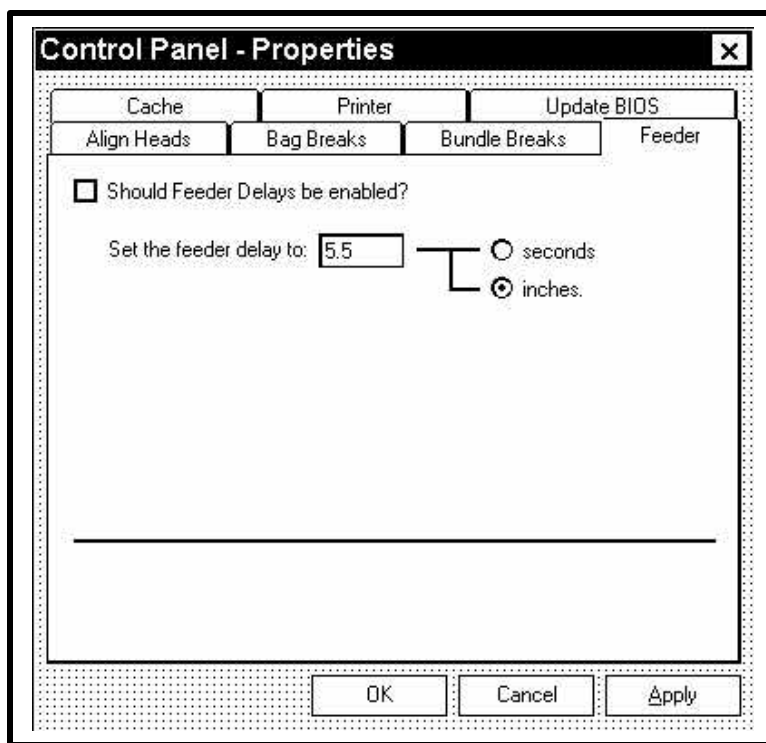 Control Panel - Properties
Cache Printer Update BIOS
Align Heads Bag Breaks Bundle Breaks Feeder
Should Feeder Delays be enabled?
Set the feeder delay to: 5.5 seconds
inches.
OK Cancel Apply